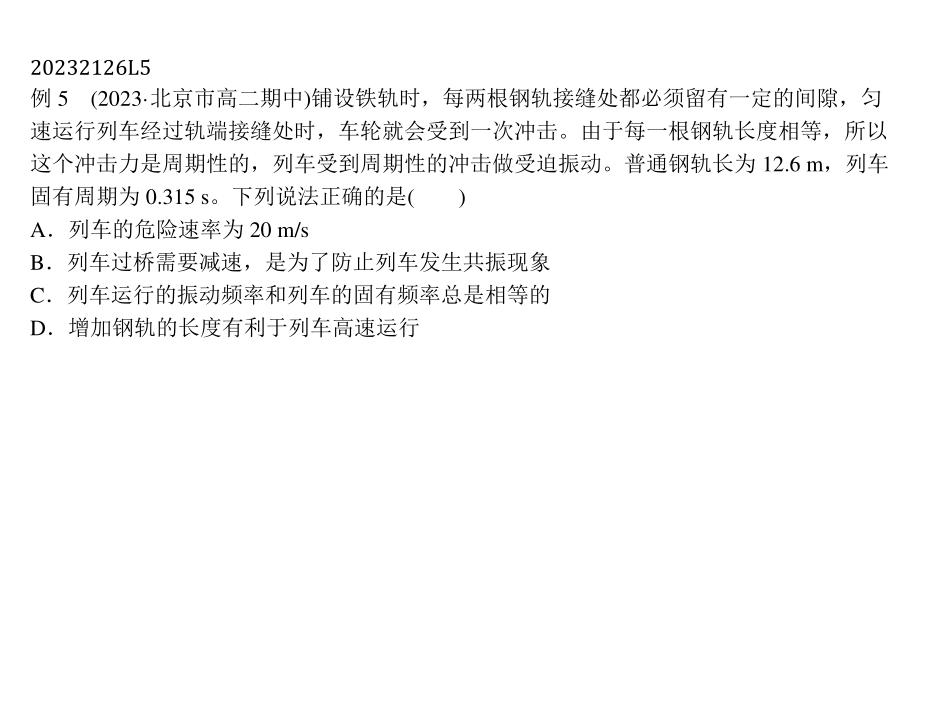 20232126L5
例 5　(2023·北京市高二期中)铺设铁轨时，每两根钢轨接缝处都必须留有一定的间隙，匀
速运行列车经过轨端接缝处时，车轮就会受到一次冲击。由于每一根钢轨长度相等，所以
这个冲击力是周期性的，列车受到周期性的冲击做受迫振动。普通钢轨长为 12.6 m，列车
固有周期为 0.315 s。下列说法正确的是(　　)
A．列车的危险速率为 20 m/s
B．列车过桥需要减速，是为了防止列车发生共振现象
C．列车运行的振动频率和列车的固有频率总是相等的
D．增加钢轨的长度有利于列车高速运行